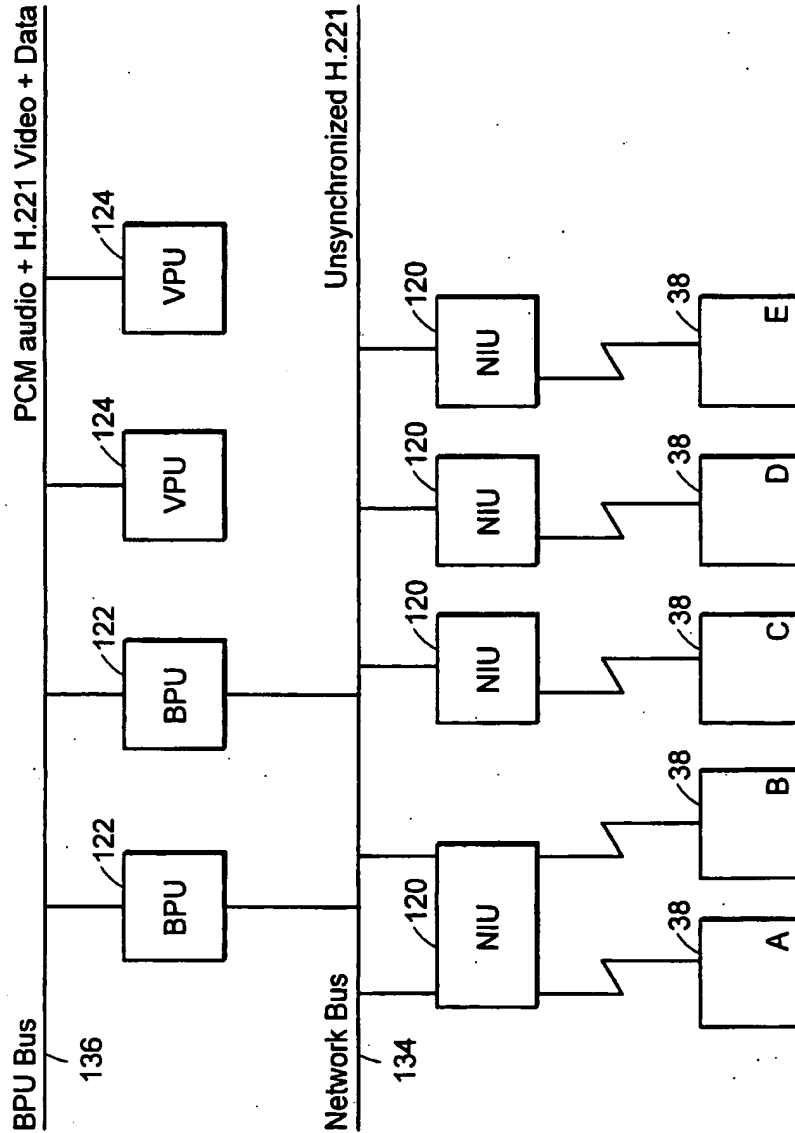 BPU Bus
PCM audio + H.221 Video + Data
136
122
122
124
124
BPU
BPU
VPU
VPU
Network Bus
Unsynchronized H.221
134
120
120
120
120
NIU
NIU
NIU
NIU
38
38
38
38
38
A
B
C
D
E